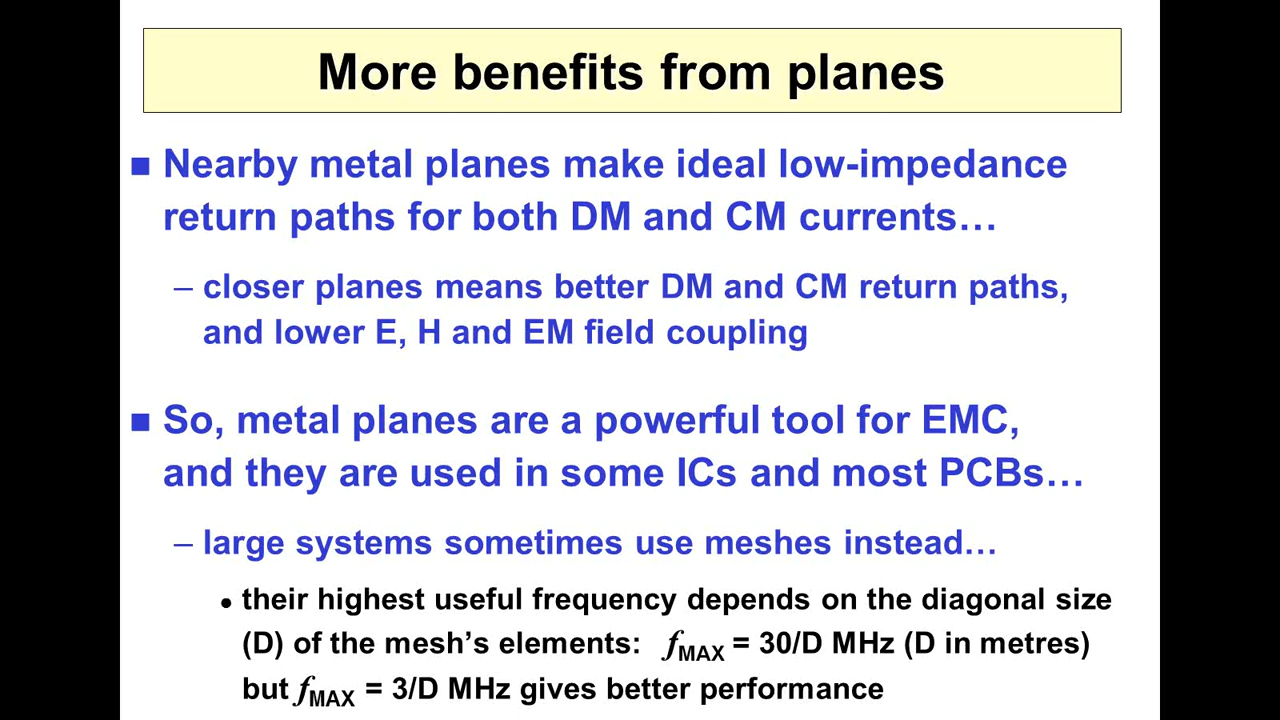 More benefits from planes
Nearby metal planes make ideal low-impedance
return paths for both DM and CM currents…
– closer planes means better DM and CM return paths,
and lower E, H and EM field coupling
So, metal planes are a powerful tool for EMC,
and they are used in some ICs and most PCBs…
– large systems sometimes use meshes instead…
their highest useful frequency depends on the diagonal size
(D) of the mesh’s elements: fMAX = 30/D MHz (D in metres)
but fMAX = 3/D MHz gives better performance